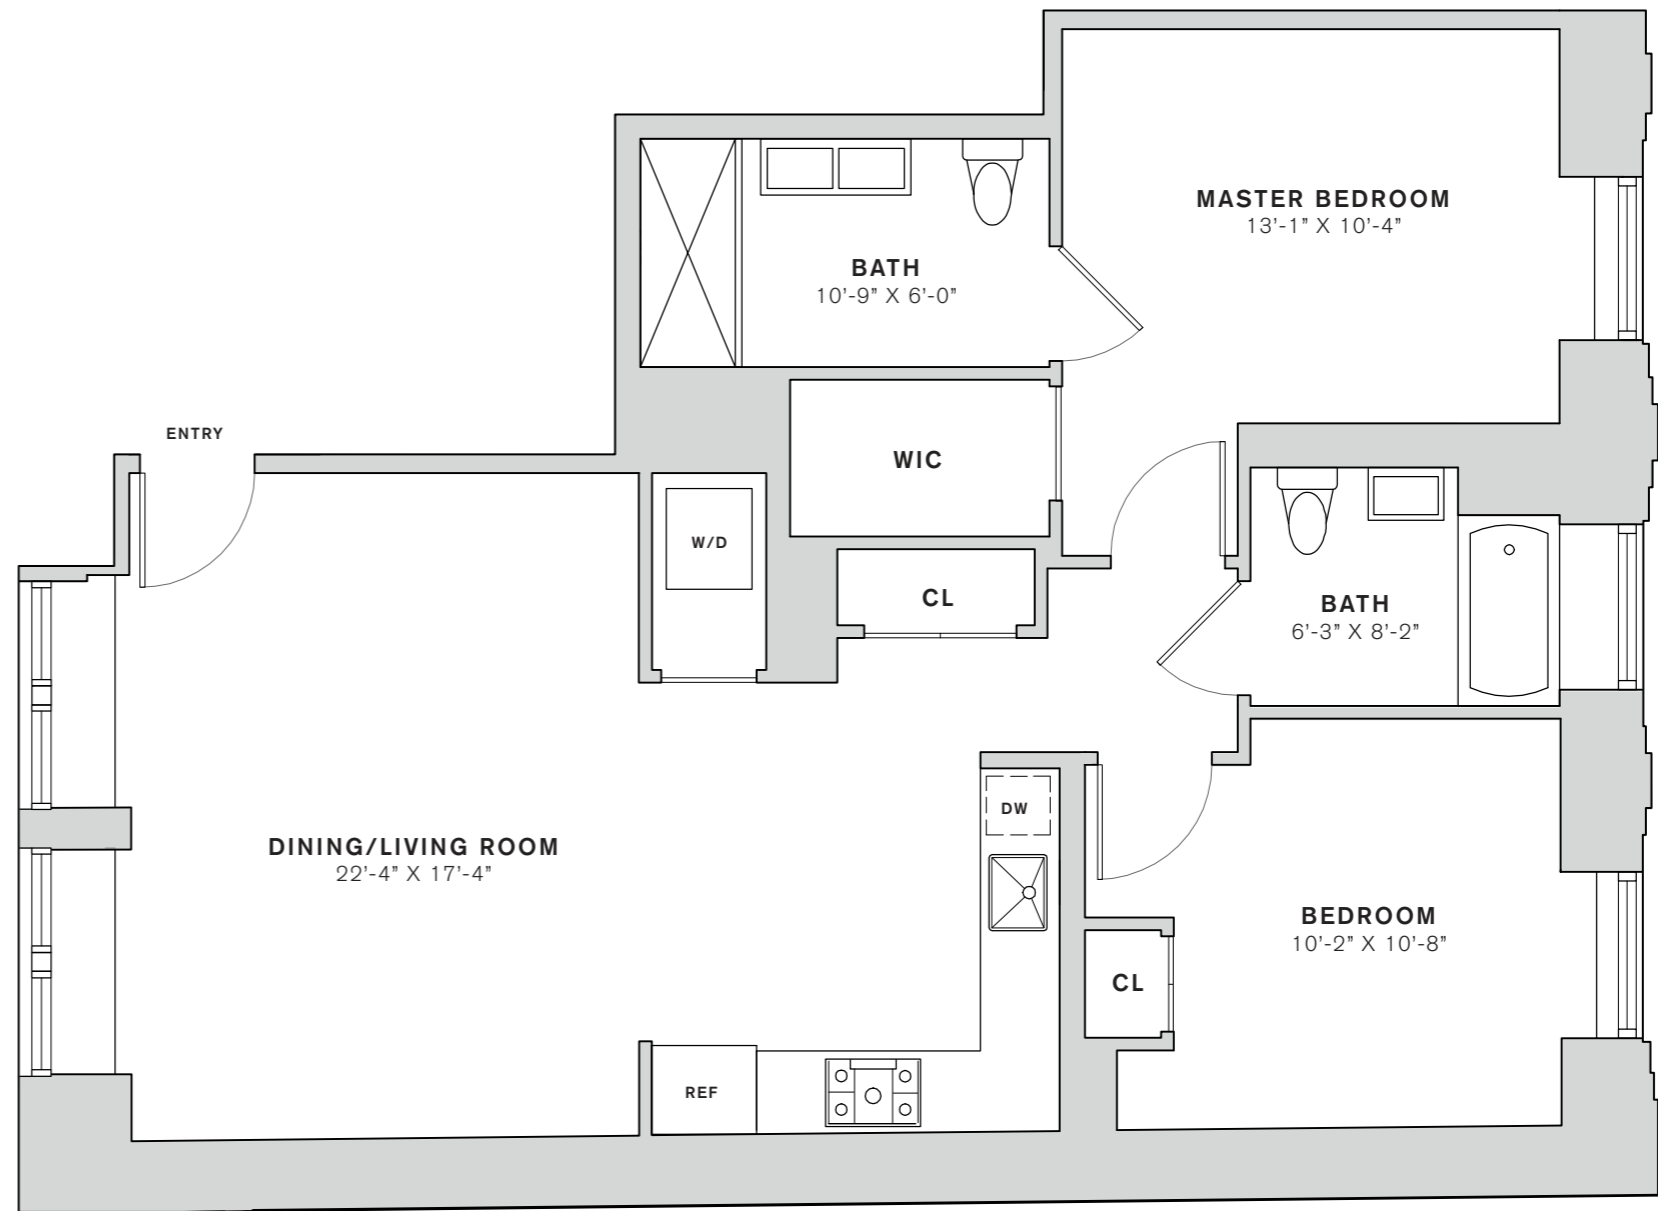 MASTER BEDROOM
13'-1" X 10'-4"
BATH
10'-9" X 6'-0"
ENTRY
WIC
W/D
CL
BATH
6'-3" X 8'-2"
DW
DINING/LIVING ROOM
22'-4" X 17'-4"
BEDROOM
10'-2" X 10'-8"
CL
REF